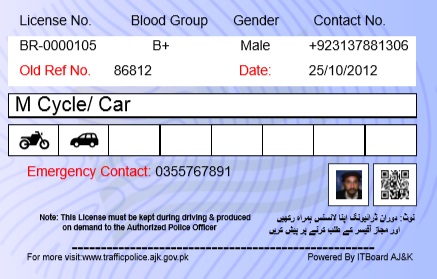 License No. Blood Group Gender Contact No.
BR-0000105 B+ Male +923137881306
Old Ref No. 86812 Date: 25/10/2012
M Cycle/ Car
Emergency Contact: 0355767891
Note: This License must be kept during driving & produced
on demand to the Authorized Police Officer
نوٹ: دوران ڈرائیونگ اپنا لائسنس ہمراہ رکھیں
اور مجاز آفیسر کے طلب کرنے پر پیش کریں
For more visit:www.trafficpolice.ajk.gov.pk Powered By ITBoard AJ&K